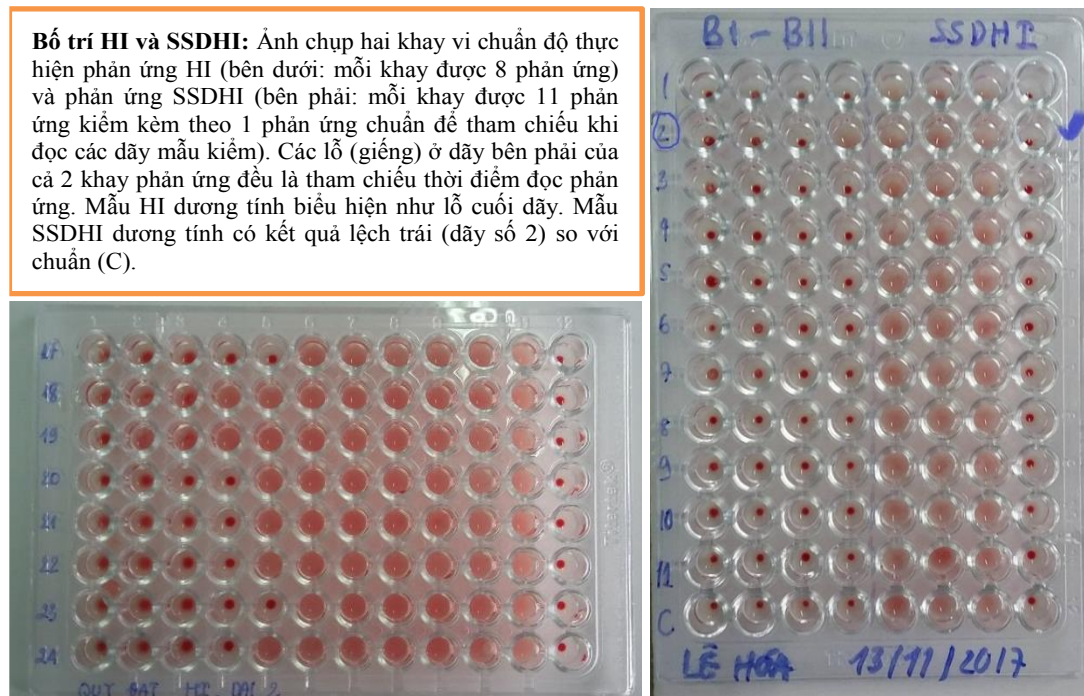 Bố trí HI và SSDHI: Ảnh chụp hai khay vi chuẩn độ thực
hiện phản ứng HI (bên dưới: mỗi khay được 8 phản ứng)
và phản ứng SSDHI (bên phải: mỗi khay được 11 phản
ứng kiểm kèm theo 1 phản ứng chuẩn để tham chiếu khi
đọc các dãy mẫu kiểm). Các lỗ (giếng) ở dãy bên phải của
cả 2 khay phản ứng đều là tham chiếu thời điểm đọc phản
ứng. Mẫu HI dương tính biểu hiện như lỗ cuối dãy. Mẫu
SSDHI dương tính có kết quả lệch trái (dãy số 2) so với
chuẩn (C).
17
18
19
20
21
22
23
24
B1 - B11 SSDHI
1
2
3
4
5
6
7
8
9
10
11
C
LÊ HÓA 13/11/2017